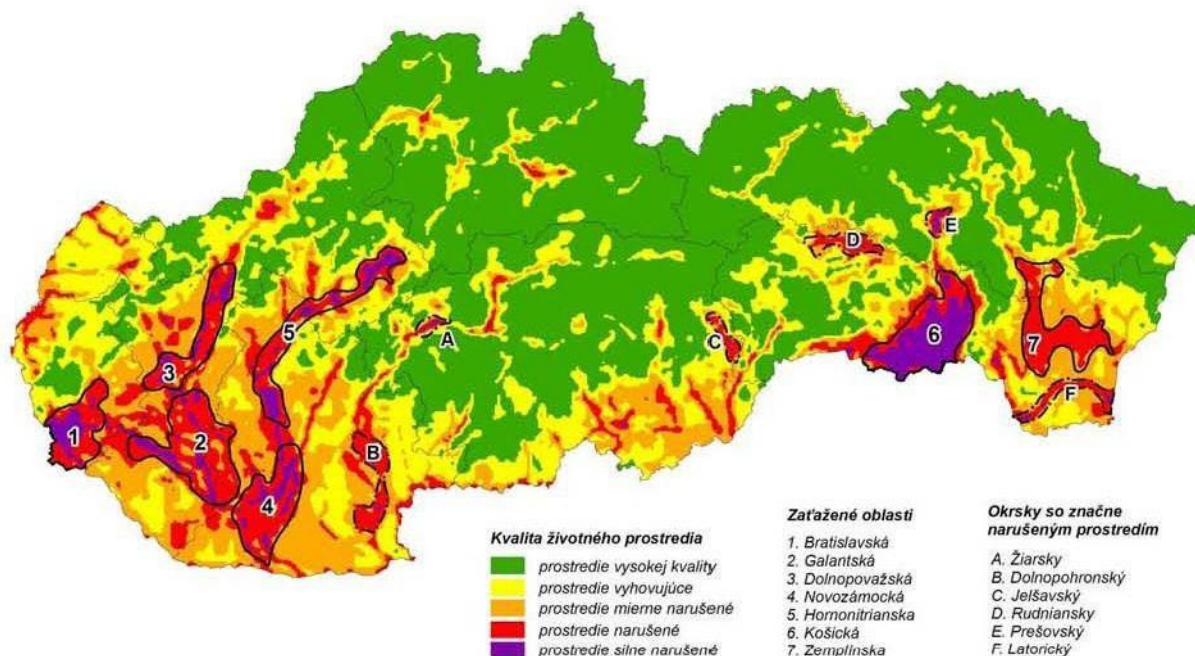 E
D
6
A
5
C
7
3
F
1
2
B
4
Kvalita životného prostredia
prostredie vysokej kvality
prostredie vyhovujúce
prostredie mierne narušené
prostredie narušené
prostredie silne narušené
Zaťažené oblasti
1. Bratislavská
2. Galantská
3. Dolnopovažská
4. Novozámocká
5. Hornonitrianska
6. Košická
7. Zemplínska
Okrsky so značne
narušeným prostredím
A. Žiarsky
B. Dolnopohronský
C. Jelšavský
D. Rudniansky
E. Prešovský
F. Latorický